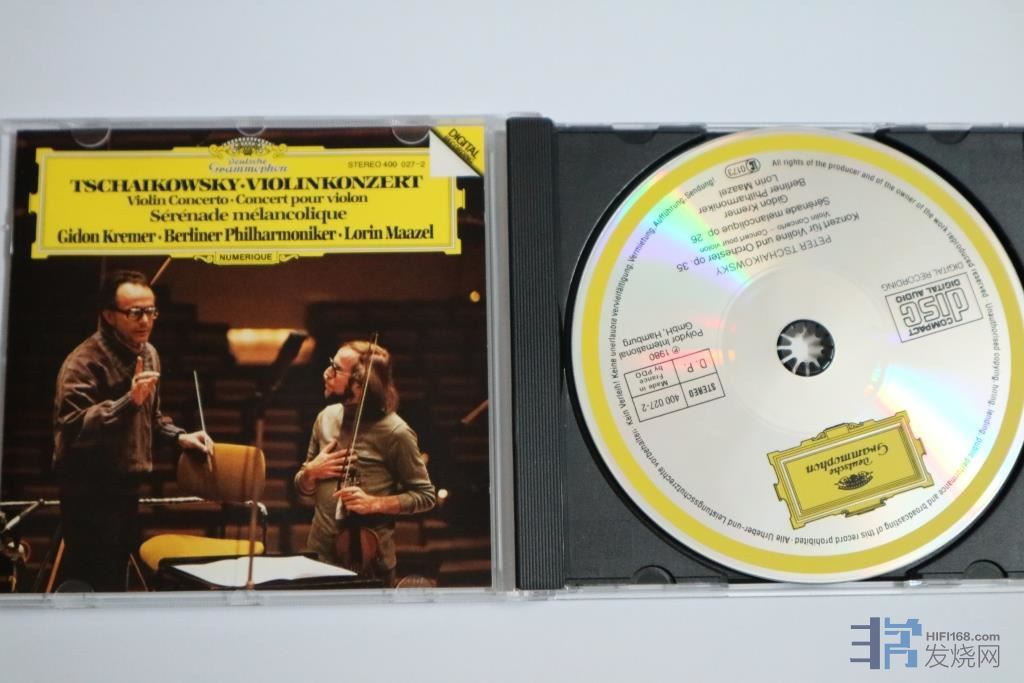 Deutsche
Grammophon
STEREO 400 027-2
DIGITAL
TSCHAIKOWSKY·VIOLINKONZERT
Violin Concerto · Concert pour violon
Sérénade mélancolique
Gidon Kremer · Berliner Philharmoniker · Lorin Maazel
NUMERIQUE
All rights of the producer and of the owner of the work reproduced reserved · Unauthorised copying, hiring, lending, public performance and broadcasting of this record prohibited · Alle Urheber- und Leistungsschutzrechte vorbehalten · Kein Verleih! Keine unerlaubte Vervielfältigung, Vermietung, Aufführung, Sendung!
Deutsche
Grammophon
STEREO
400 027-2
D. P.
Made in
France
by PDO
℗ 1980
Polydor International
GmbH, Hamburg
COMPACT
disc
DIGITAL AUDIO
DIGITAL RECORDING
PETER TSCHAIKOWSKY
Konzert für Violine und Orchester op. 35
Violin Concerto – Concert pour violon
Sérénade mélancolique op. 26
Gidon Kremer
Berliner Philharmoniker
Lorin Maazel
0173
HIFI168.com
发烧网